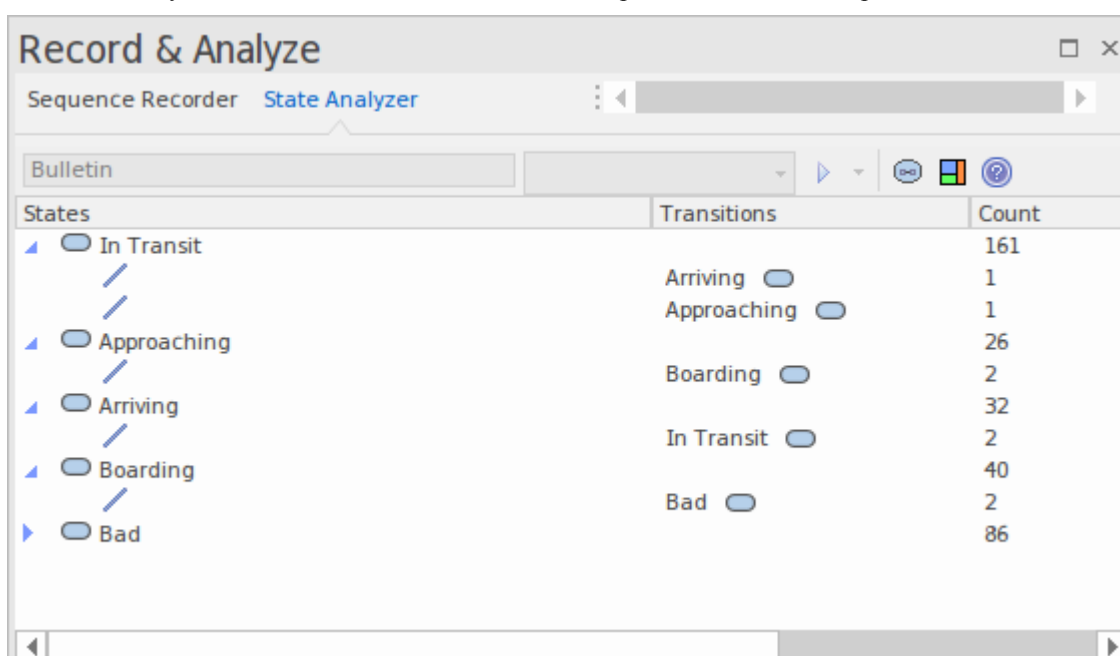 Record & Analyze
Sequence Recorder State Analyzer
Bulletin
States Transitions Count
In Transit 161
Arriving 1
Approaching 1
Approaching 26
Boarding 2
Arriving 32
In Transit 2
Boarding 40
Bad 2
Bad 86